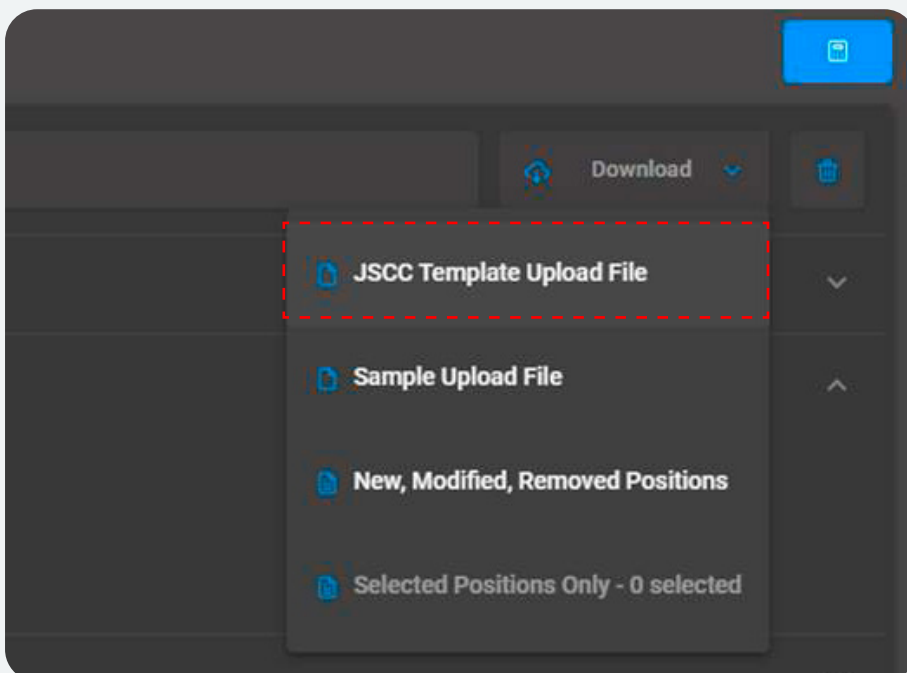 Download
JSCC Template Upload File
Sample Upload File
New, Modified, Removed Positions
Selected Positions Only - 0 selected